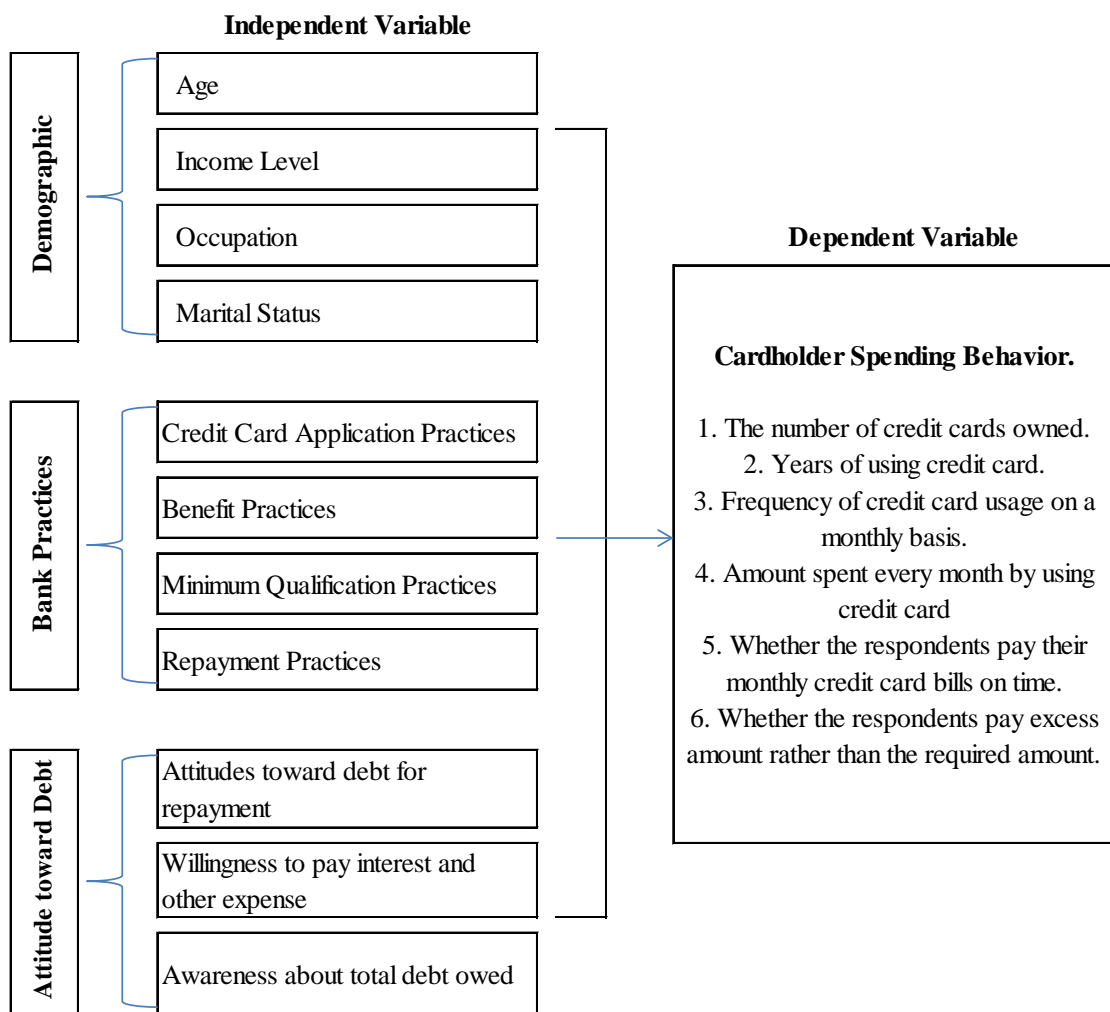 Independent Variable
Demographic
Age
Income Level
Occupation
Marital Status
Bank Practices
Credit Card Application Practices
Benefit Practices
Minimum Qualification Practices
Repayment Practices
Attitude toward Debt
Attitudes toward debt for
repayment
Willingness to pay interest and
other expense
Awareness about total debt owed
Dependent Variable
Cardholder Spending Behavior.
1. The number of credit cards owned.
2. Years of using credit card.
3. Frequency of credit card usage on a
monthly basis.
4. Amount spent every month by using
credit card
5. Whether the respondents pay their
monthly credit card bills on time.
6. Whether the respondents pay excess
amount rather than the required amount.